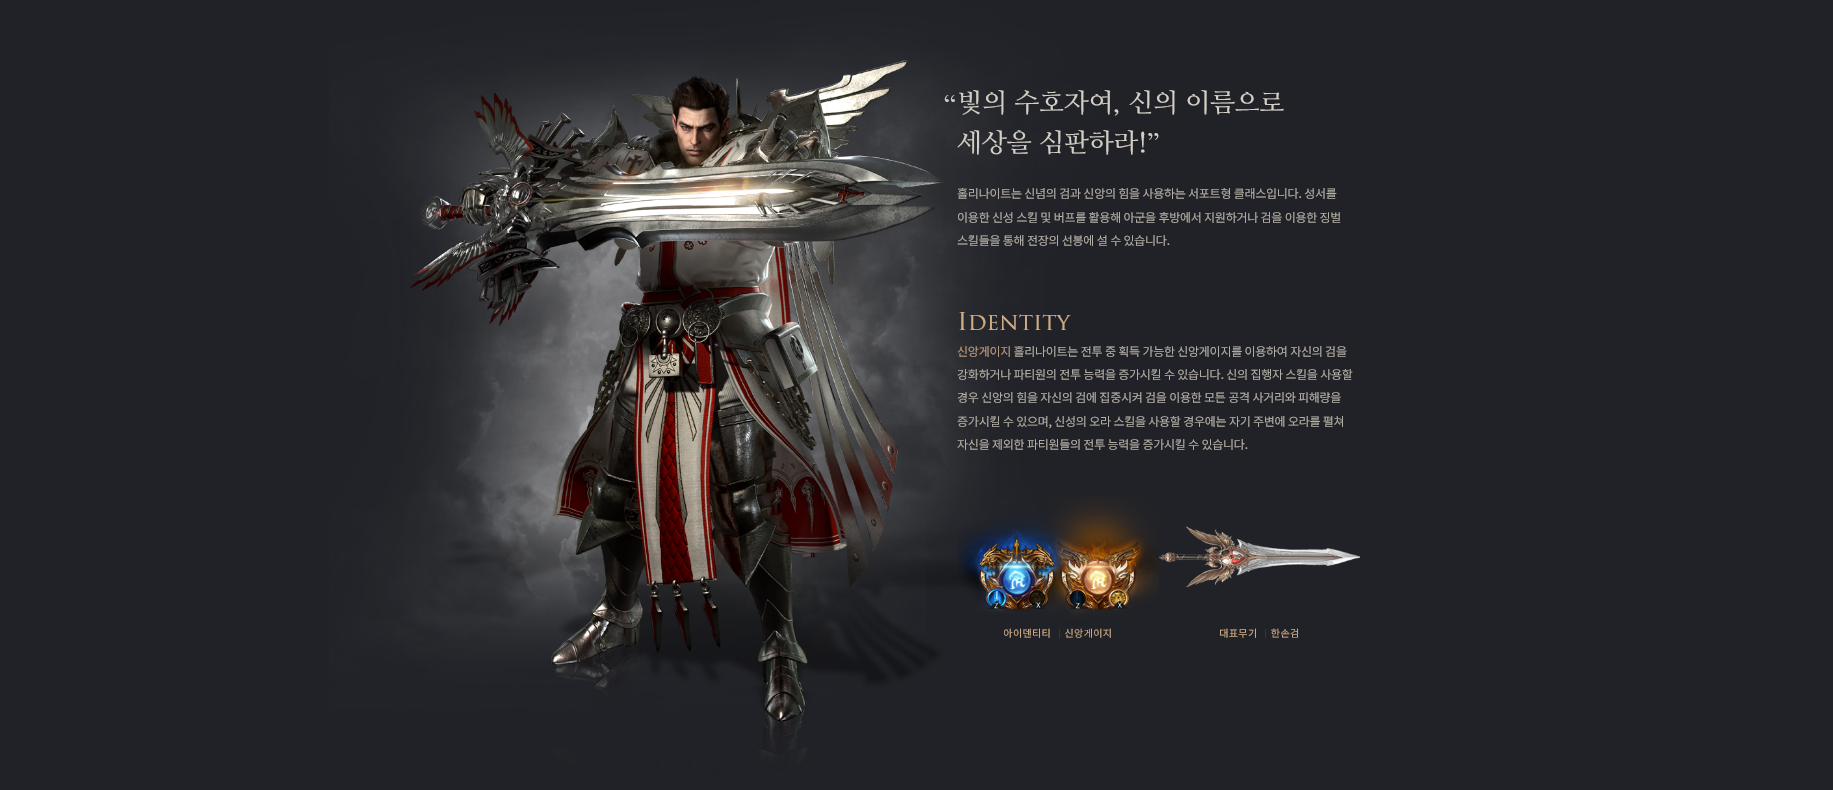 “빛의 수호자여, 신의 이름으로
세상을 심판하라!”
홀리나이트는 신념의 검과 신앙의 힘을 사용하는 서포트형 클래스입니다. 성서를
이용한 신성 스킬 및 버프를 활용해 아군을 후방에서 지원하거나 검을 이용한 징벌
스킬들을 통해 전장의 선봉에 설 수 있습니다.
IDENTITY
신앙게이지 홀리나이트는 전투 중 획득 가능한 신앙게이지를 이용하여 자신의 검을
강화하거나 파티원의 전투 능력을 증가시킬 수 있습니다. 신의 집행자 스킬을 사용할
경우 신앙의 힘을 자신의 검에 집중시켜 검을 이용한 모든 공격 사거리와 피해량을
증가시킬 수 있으며, 신성의 오라 스킬을 사용할 경우에는 자기 주변에 오라를 펼쳐
자신을 제외한 파티원들의 전투 능력을 증가시킬 수 있습니다.
Z X Z X
아이덴티티 | 신앙게이지 대표무기 | 한손검